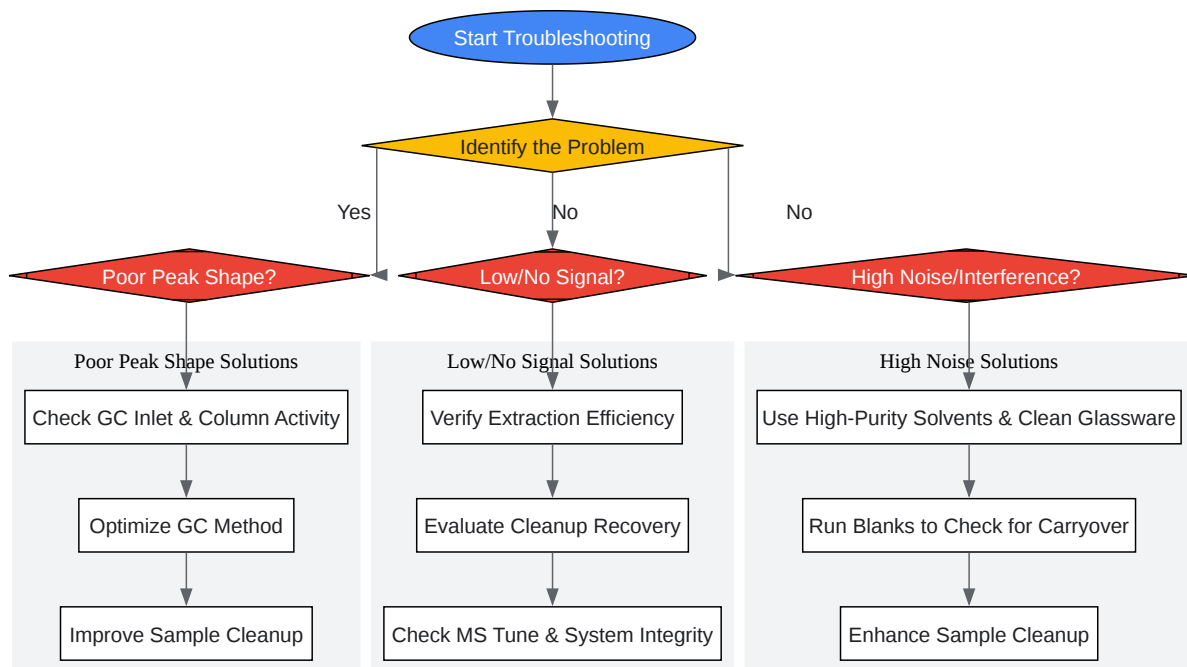 Start Troubleshooting
Identify the Problem
Yes
No
No
Poor Peak Shape?
Low/No Signal?
High Noise/Interference?
Poor Peak Shape Solutions
Low/No Signal Solutions
High Noise Solutions
Check GC Inlet & Column Activity
Verify Extraction Efficiency
Use High-Purity Solvents & Clean Glassware
Optimize GC Method
Evaluate Cleanup Recovery
Run Blanks to Check for Carryover
Improve Sample Cleanup
Check MS Tune & System Integrity
Enhance Sample Cleanup